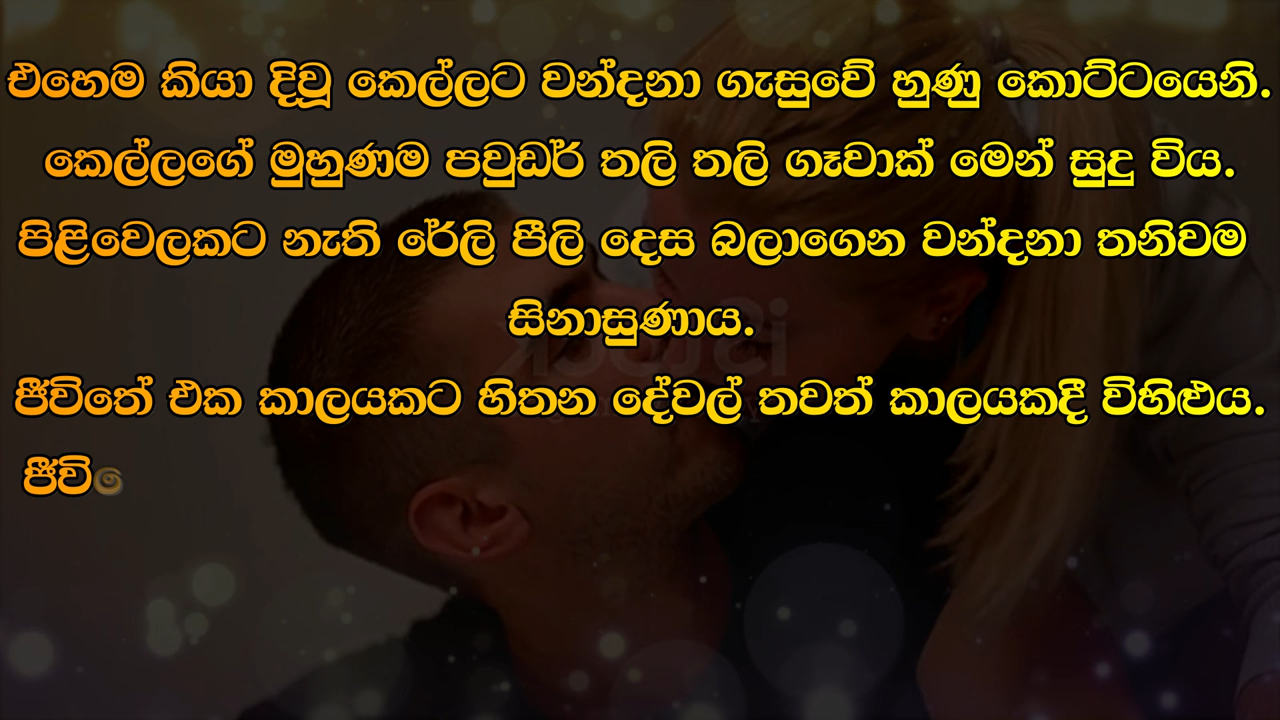 එහෙම කියා දිවූ කෙල්ලට වන්දනා ගැසුවේ හුණු කොට්ටයෙනි.
කෙල්ලගේ මුහුණම පවුඩර් තලි තලි ගෑවාක් මෙන් සුදු විය.
පිළිවෙලකට නැති රේලි පීලි දෙස බලාගෙන වන්දනා තනිවම
සිනාසුණාය.
ජීවිතේ එක කාලයකට හිතන දේවල් තවත් කාලයකදී විහිළුය.
ජීවි